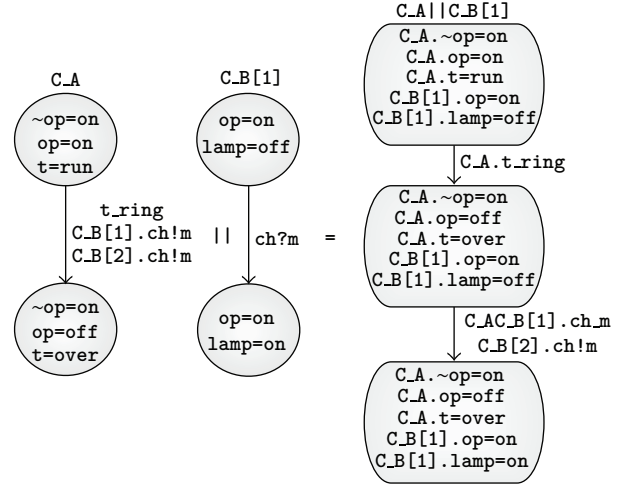 C_A||C_B[1]
C_A.~op=on
C_A.op=on
C_A.t=run
C_B[1].op=on
C_B[1].lamp=off
C_A
~op=on
op=on
t=run
C_B[1]
op=on
lamp=off
C_A.t_ring
t_ring
C_B[1].ch!m
C_B[2].ch!m
||
ch?m
=
C_A.~op=on
C_A.op=off
C_A.t=over
C_B[1].op=on
C_B[1].lamp=off
~op=on
op=off
t=over
op=on
lamp=on
C_AC_B[1].ch_m
C_B[2].ch!m
C_A.~op=on
C_A.op=off
C_A.t=over
C_B[1].op=on
C_B[1].lamp=on